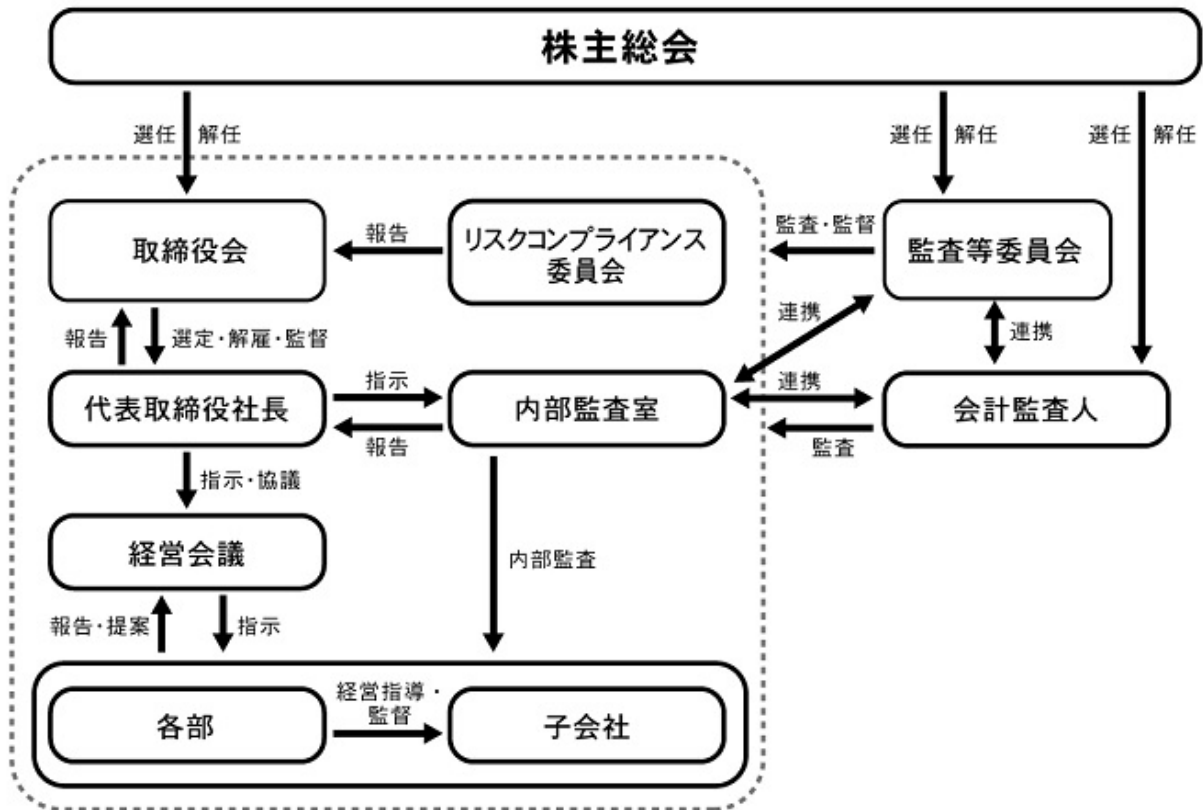 株主総会
選任
解任
選任
解任
選任
解任
取締役会
報告
リスクコンプライアンス
委員会
監査・監督
監査等委員会
報告
選定・解雇・監督
連携
連携
代表取締役社長
指示
報告
内部監査室
連携
監査
会計監査人
指示・協議
経営会議
内部監査
報告・提案
指示
各部
経営指導・
監督
子会社